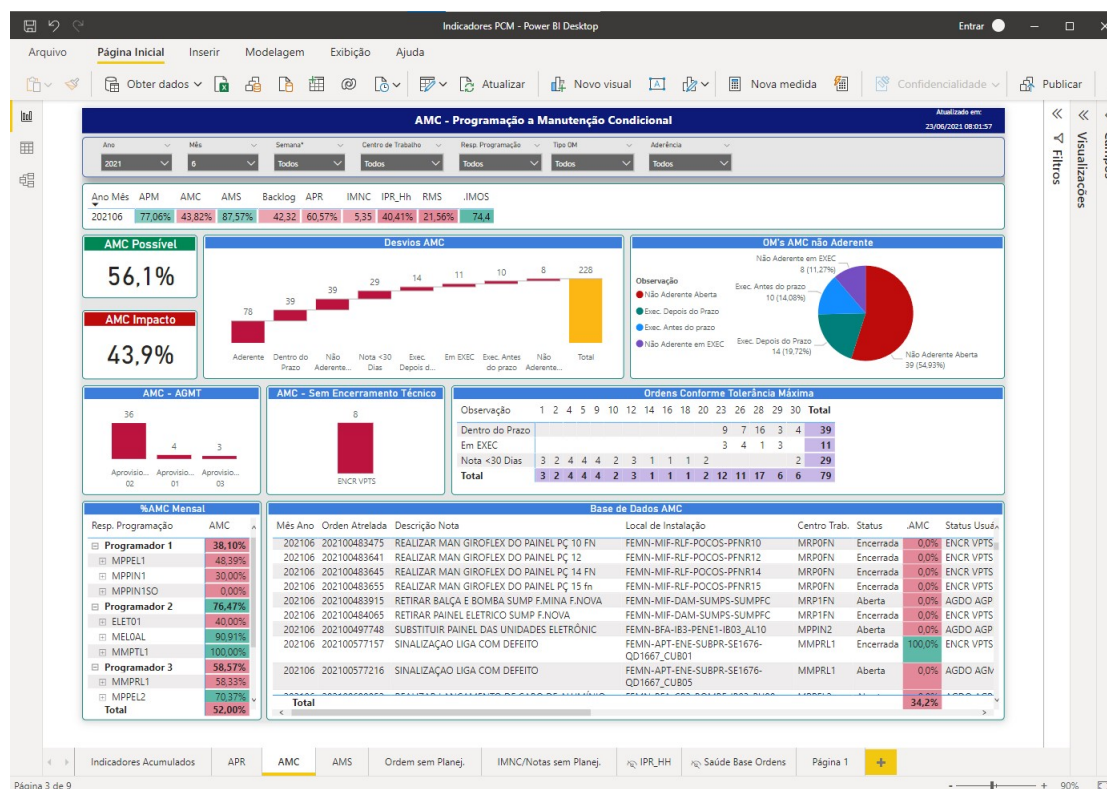 Indicadores PCM - Power BI Desktop
Entrar
Arquivo Página Inicial Inserir Modelagem Exibição Ajuda
Obter dados Atualizar Novo visual Nova medida Confidencialidade Publicar
AMC - Programação a Manutenção Condicional
Atualizado em:
23/06/2021 08:01:57
Filtros
Visualizações
Campos
Ano Mês Semana* Centro de Trabalho Resp. Programação Tipo OM Aderência
2021 6 Todos Todos Todos Todos Todos
Ano Mês APM AMC AMS Backlog APR IMNC IPR_Hh RMS .IMOS
202106 77,06% 43,82% 87,57% 42,32 60,57% 5,35 40,41% 21,56% 74,4
AMC Possível
56,1%
AMC Impacto
43,9%
Desvios AMC
78 39 39 29 14 11 10 8 228
Aderente Dentro do Não Nota <30 Exec. Em EXEC Exec. Antes Não Total
Prazo Aderente... Dias Depois d... do prazo Aderente...
OM's AMC não Aderente
Observação
Não Aderente Aberta
Exec. Depois do Prazo
Exec. Antes do prazo
Não Aderente em EXEC
Não Aderente em EXEC
8 (11,27%)
Exec. Antes do prazo
10 (14,08%)
Exec. Depois do Prazo
14 (19,72%)
Não Aderente Aberta
39 (54,93%)
AMC - AGMT
36 4 3
Aprovisio... Aprovisio... Aprovisio...
02 01 03
AMC - Sem Encerramento Técnico
8
ENCR VPTS
Ordens Conforme Tolerância Máxima
Observação 1 2 4 5 9 10 12 14 16 18 20 23 26 28 29 30 Total
Dentro do Prazo 9 7 16 3 4 39
Em EXEC 3 4 1 3 11
Nota <30 Dias 3 2 4 4 4 2 3 1 1 1 2 2 29
Total 3 2 4 4 4 2 3 1 1 1 2 12 11 17 6 6 79
%AMC Mensal
Resp. Programação AMC
Programador 1 38,10%
MPPEL1 48,39%
MPPIN1 30,00%
MPPIN1SO 0,00%
Programador 2 76,47%
ELET01 40,00%
MEL0AL 90,91%
MMPTL1 100,00%
Programador 3 58,57%
MMPRL1 58,33%
MPPEL2 70,37%
Total 52,00%
Base de Dados AMC
Mês Ano Orden Atrelada Descrição Nota Local de Instalação Centro Trab. Status .AMC Status Usuá
202106 202100483475 REALIZAR MAN GIROFLEX DO PAINEL PÇ 10 FN FEMN-MIF-RLF-POCOS-PFNR10 MRP0FN Encerrada 0,0% ENCR VPTS
202106 202100483641 REALIZAR MAN GIROFLEX DO PAINEL PÇ 12 FEMN-MIF-RLF-POCOS-PFNR12 MRP0FN Encerrada 0,0% ENCR VPTS
202106 202100483645 REALIZAR MAN GIROFLEX DO PAINEL PÇ 14 FN FEMN-MIF-RLF-POCOS-PFNR14 MRP0FN Encerrada 0,0% ENCR VPTS
202106 202100483655 REALIZAR MAN GIROFLEX DO PAINEL PÇ 15 fn FEMN-MIF-RLF-POCOS-PFNR15 MRP0FN Encerrada 0,0% ENCR VPTS
202106 202100483915 RETIRAR BALÇA E BOMBA SUMP F.MINA F.NOVA FEMN-MIF-DAM-SUMPS-SUMPFC MRP1FN Aberta 0,0% AGDO AGP
202106 202100484065 RETIRAR PAINEL ELETRICO SUMP F.NOVA FEMN-MIF-DAM-SUMPS-SUMPFC MRP1FN Encerrada 0,0% ENCR VPTS
202106 202100497748 SUBSTITUIR PAINEL DAS UNIDADES ELETRÔNIC FEMN-BFA-IB3-PENE1-IB03_AL10 MPPIN2 Aberta 0,0% AGDO AGP
202106 202100577157 SINALIZAÇAO LIGA COM DEFEITO FEMN-APT-ENE-SUBPR-SE1676- MMPRL1 Encerrada 100,0% ENCR VPTS
QD1667_CUB01
202106 202100577216 SINALIZAÇAO LIGA COM DEFEITO FEMN-APT-ENE-SUBPR-SE1676- MMPRL1 Aberta 0,0% AGDO AGM
QD1667_CUB05
Total 34,2%
Indicadores Acumulados APR AMC AMS Ordem sem Planej. IMNC/Notas sem Planej. IPR_HH Saúde Base Ordens Página 1 +
Página 3 de 9
- + 90%